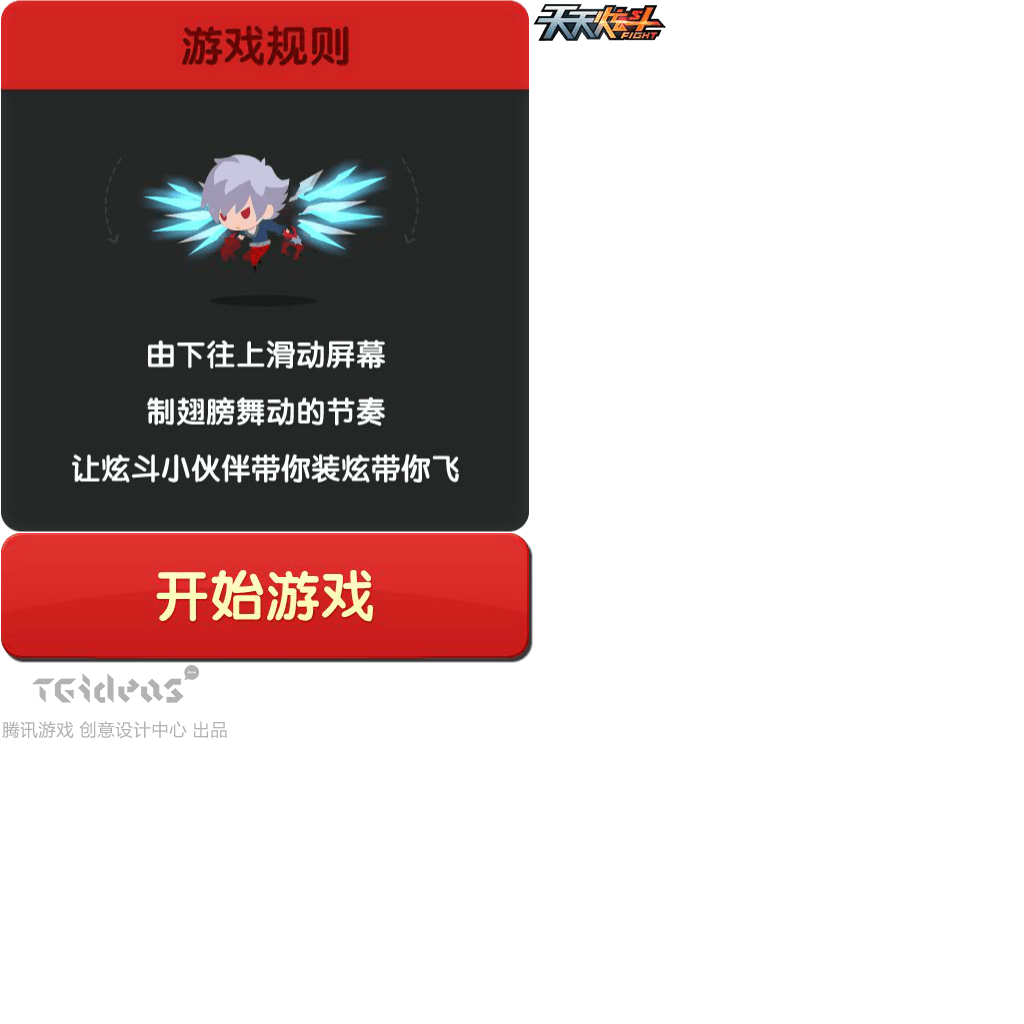 游戏规则
天天炫斗
FIGHT
由下往上滑动屏幕
制翅膀舞动的节奏
让炫斗小伙伴带你装炫带你飞
开始游戏
TGideas
腾讯游戏 创意设计中心 出品